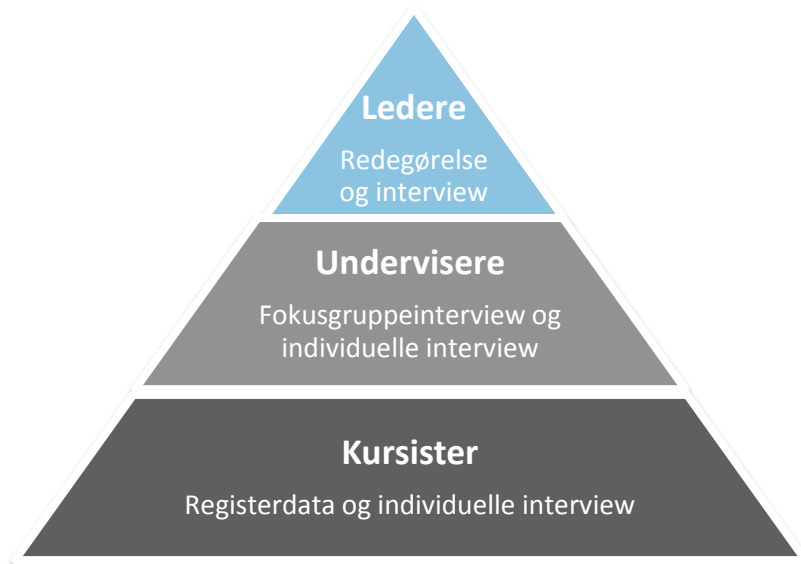 Ledere
Redegørelse
og interview
Undervisere
Fokusgruppeinterview og
individuelle interview
Kursister
Registerdata og individuelle interview